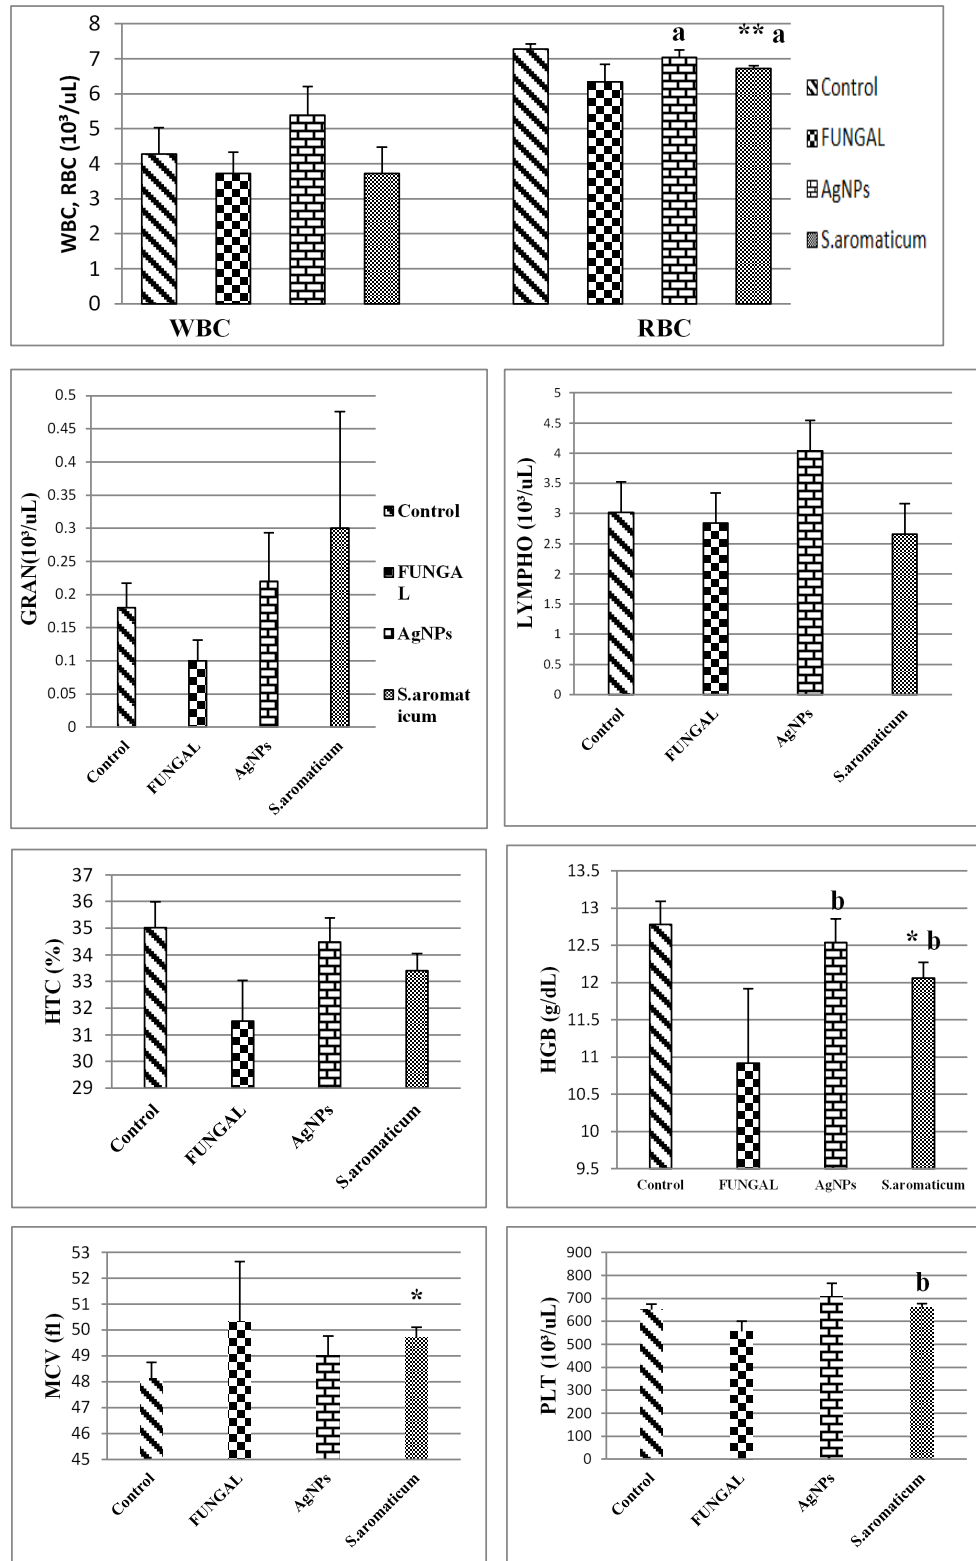 8
7
6
5
4
3
2
1
0
WBC, RBC (10³/uL)
a
** a
WBC
RBC
Control
FUNGAL
AgNPs
S.aromaticum
0.5
0.45
0.4
0.35
0.3
0.25
0.2
0.15
0.1
0.05
0
GRAN(10³/uL)
Control
FUNGAL
AgNPs
S.aromaticum
Control
FUNGA
L
AgNPs
S.aromat
icum
5
4.5
4
3.5
3
2.5
2
1.5
1
0.5
0
LYMPHO (10³/uL)
Control
FUNGAL
AgNPs
S.aromaticum
37
36
35
34
33
32
31
30
29
HTC (%)
Control
FUNGAL
AgNPs
S.aromaticum
13.5
13
12.5
12
11.5
11
10.5
10
9.5
HGB (g/dL)
b
* b
Control
FUNGAL
AgNPs
S.aromaticum
53
52
51
50
49
48
47
46
45
MCV (fl)
*
Control
FUNGAL
AgNPs
S.aromaticum
900
800
700
600
500
400
300
200
100
0
PLT (10³/uL)
b
Control
FUNGAL
AgNPs
S.aromaticum